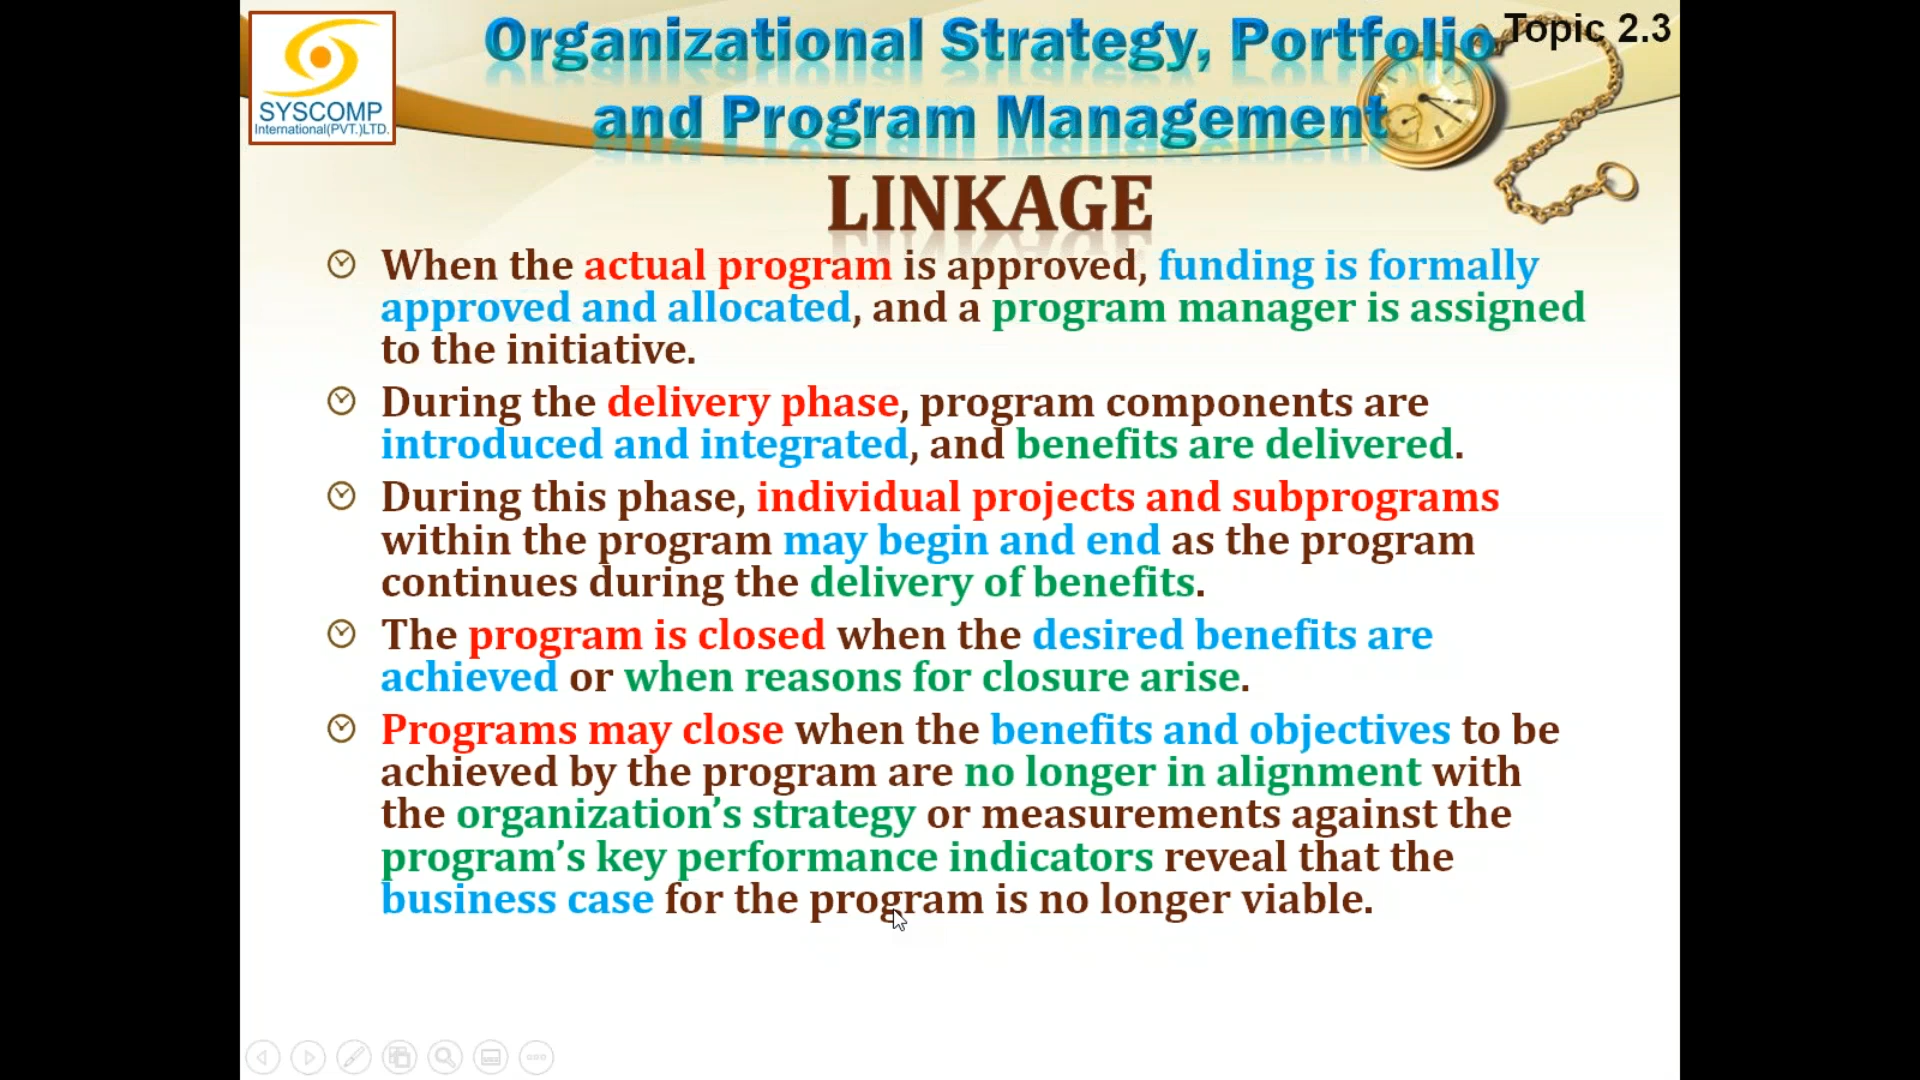 SYSCOMP
International(PVT.)LTD.
Topic 2.3
Organizational Strategy, Portfolio
and Program Management
LINKAGE
When the actual program is approved, funding is formally
approved and allocated, and a program manager is assigned
to the initiative.
During the delivery phase, program components are
introduced and integrated, and benefits are delivered.
During this phase, individual projects and subprograms
within the program may begin and end as the program
continues during the delivery of benefits.
The program is closed when the desired benefits are
achieved or when reasons for closure arise.
Programs may close when the benefits and objectives to be
achieved by the program are no longer in alignment with
the organization’s strategy or measurements against the
program’s key performance indicators reveal that the
business case for the program is no longer viable.